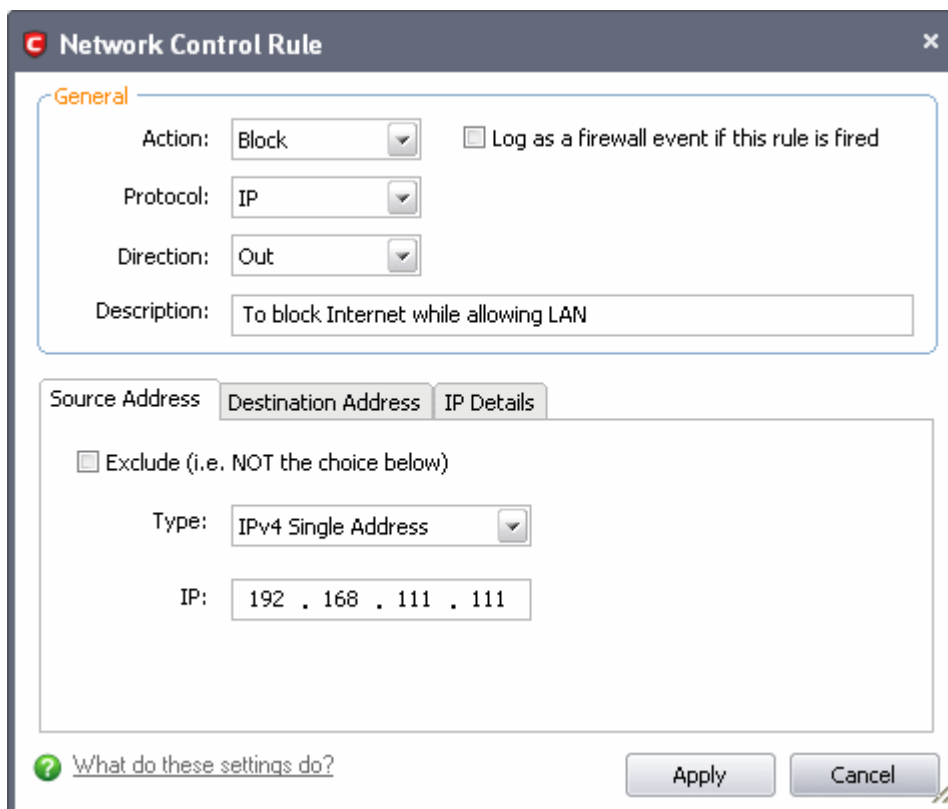 Network Control Rule
General
Action: Block
Log as a firewall event if this rule is fired
Protocol: IP
Direction: Out
Description: To block Internet while allowing LAN
Source Address Destination Address IP Details
Exclude (i.e. NOT the choice below)
Type: IPv4 Single Address
IP: 192 . 168 . 111 . 111
What do these settings do?
Apply Cancel